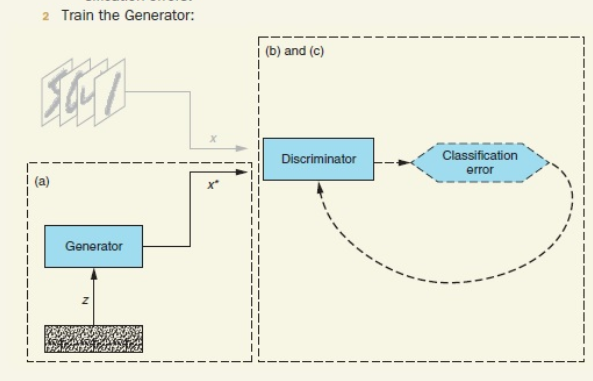 2 Train the Generator:
(b) and (c)
x
Discriminator
Classification
error
(a)
x*
Generator
z